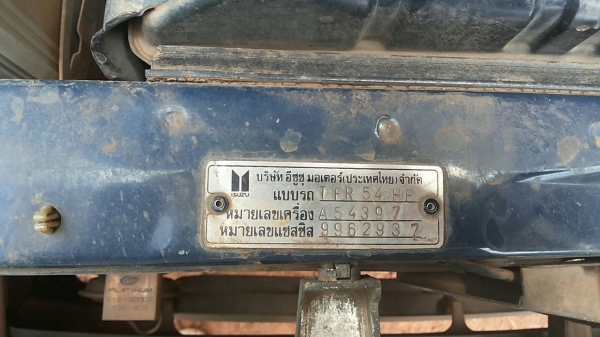 บริษัท อีซูซุ มอเตอร์(ประเทศไทย)จำกัด
ISUZU
แบบรถ TFR 54 HP
หมายเลขเครื่อง A54397
หมายเลขแชสซิส 9962937
PLATINUM